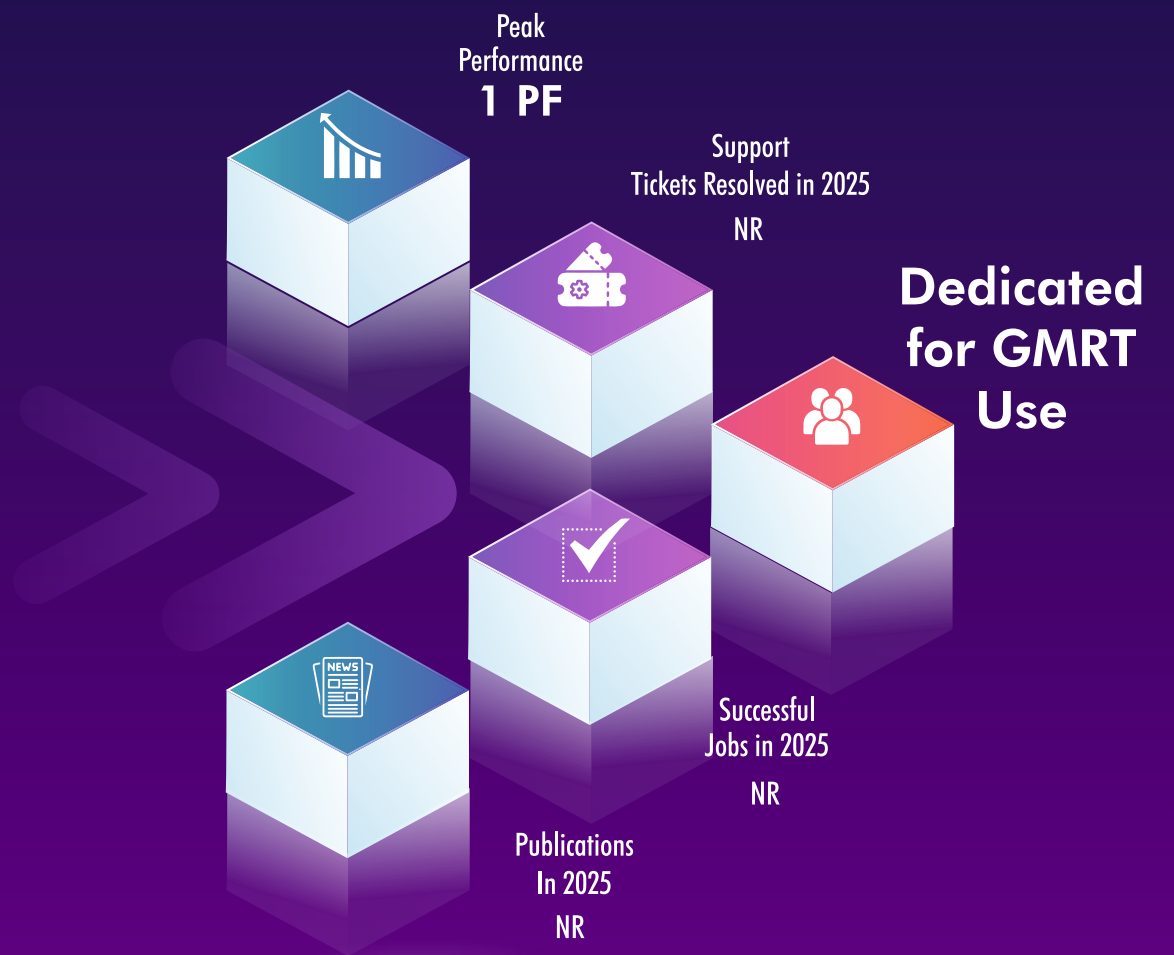 Peak
Performance
1 PF
Support
Tickets Resolved in 2025
NR
Dedicated
for GMRT
Use
Successful
Jobs in 2025
NR
NEWS
Publications
In 2025
NR